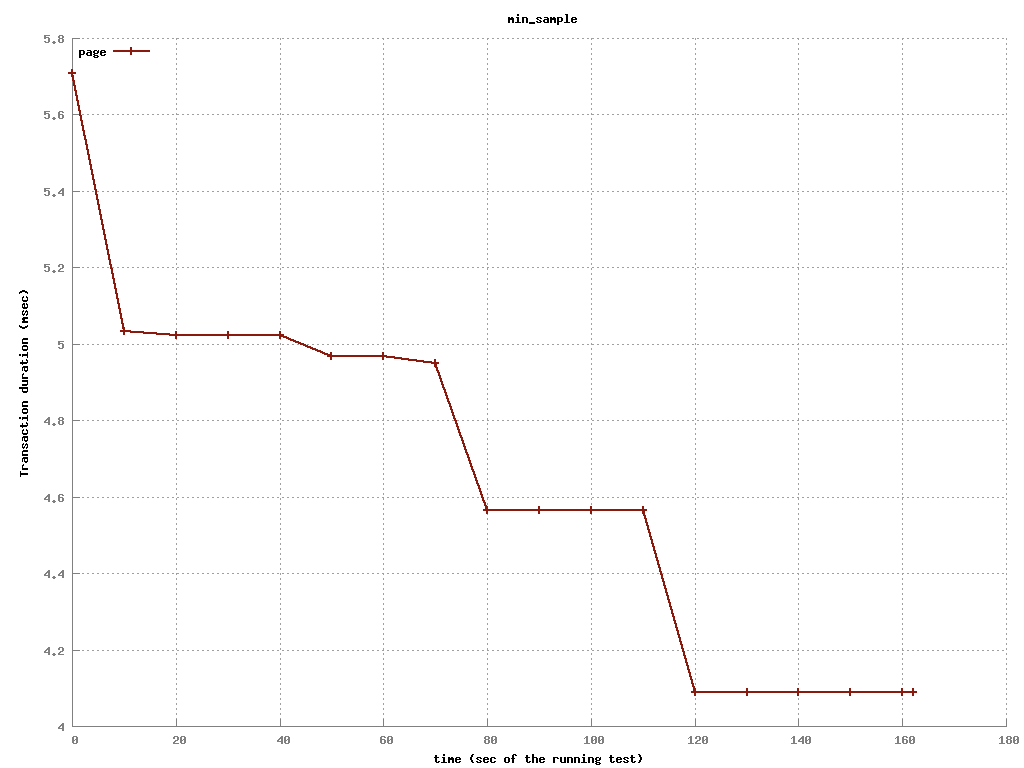 min_sample
page
5.8
5.6
5.4
5.2
5
4.8
4.6
4.4
4.2
4
Transaction duration (msec)
0 20 40 60 80 100 120 140 160 180
time (sec of the running test)